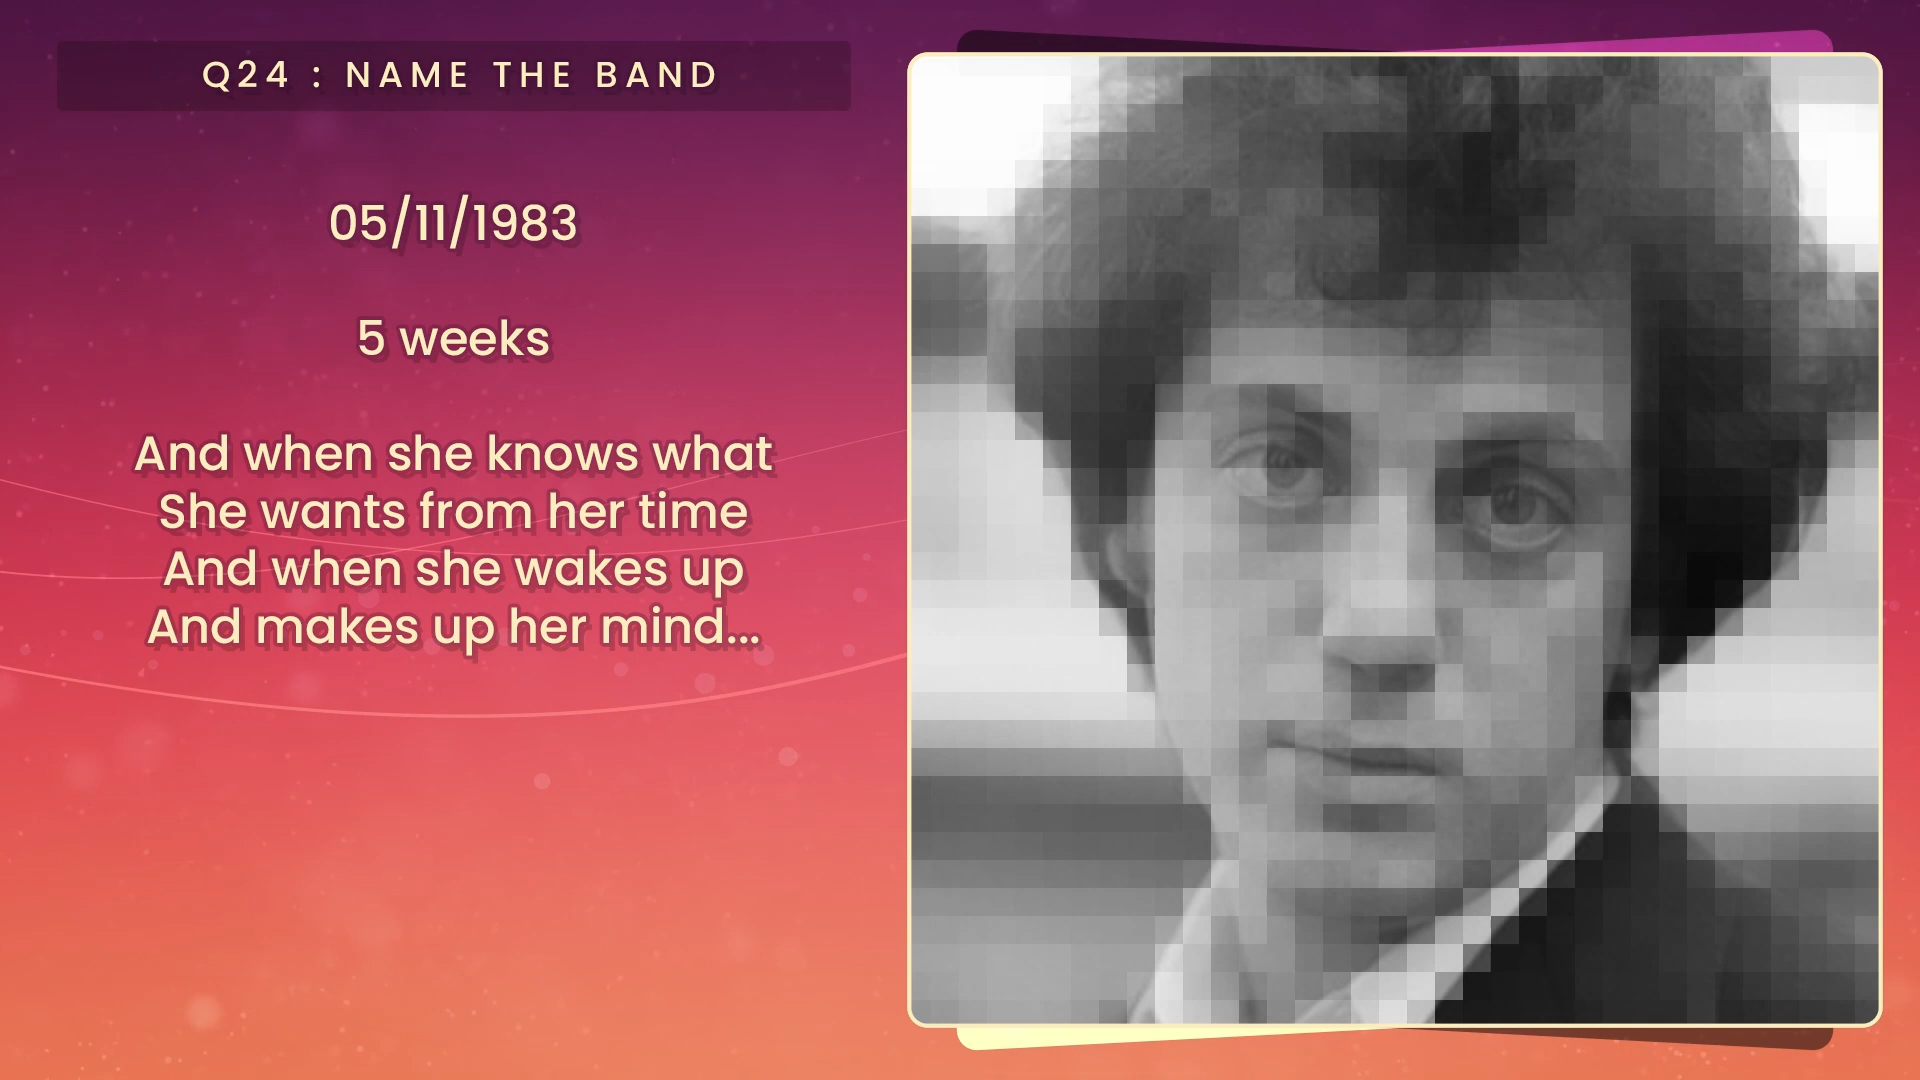 Q24 : NAME THE BAND
05/11/1983
5 weeks
And when she knows what
She wants from her time
And when she wakes up
And makes up her mind...